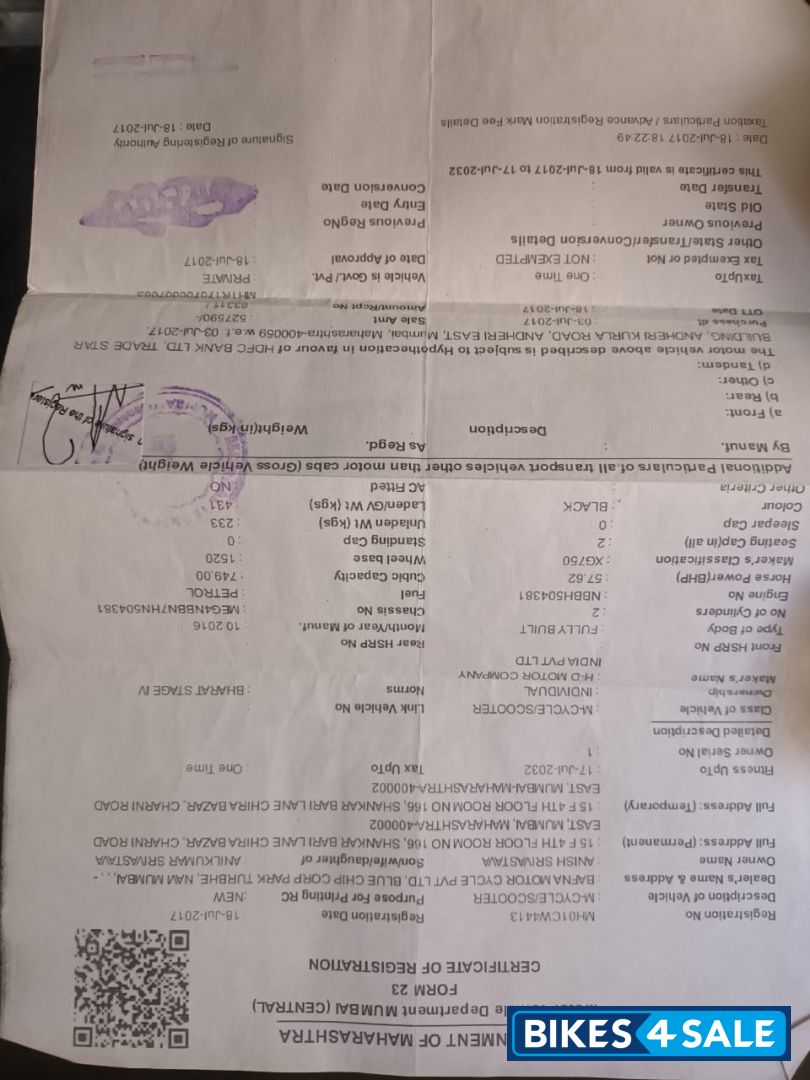 GOVERNMENT OF MAHARASHTRA
Department MUMBAI (CENTRAL)
FORM 23
CERTIFICATE OF REGISTRATION
Registration No : MH01CW4413 Registration Date : 18-Jul-2017
Description of Vehicle : M-CYCLE/SCOOTER Purpose For Printing RC :NEW
Dealer's Name & Address : BAFNA MOTOR CYCLE PVT LTD, BLUE CHIP CORP PARK TURBHE, NAVI MUMBAI, , , -
Owner Name : ANISH SRIVASTAVA Son/wife/daughter of : ANILKUMAR SRIVASTAVA
Full Address: (Permanent) : 15 F 4TH FLOOR ROOM NO 166, SHANKAR BARI LANE CHIRA BAZAR, CHARNI ROAD
EAST, MUMBAI, MAHARASHTRA-400002
Full Address: (Temporary) : 15 F 4TH FLOOR ROOM NO 166, SHANKAR BARI LANE CHIRA BAZAR, CHARNI ROAD
EAST, MUMBAI-MAHARASHTRA-400002
Fitness UpTo : 17-Jul-2032 Tax UpTo : One Time
Owner Serial No : 1
Detailed Description
Class of Vehicle : M-CYCLE/SCOOTER Link Vehicle No
Ownership : INDIVIDUAL Norms : BHARAT STAGE IV
Maker's Name : H-D MOTOR COMPANY
INDIA PVT LTD
Front HSRP No : Rear HSRP No
Type of Body : FULLY BUILT Month/Year of Manuf. : 10 2016
No of Cylinders : 2 Chassis No : MEG4NBBN7HN504381
Engine No : NBBH504381 Fuel : PETROL
Horse Power(BHP) : 57.62 Cubic Capacity : 749.00
Maker's Classification : XG750 Wheel base : 1520
Seating Cap(in all) : 2 Standing Cap : 0
Sleepar Cap : 0 Unladen Wt (kgs) : 233
Colour : BLACK Laden/GV Wt (kgs) : 431
Other Criteria AC Fitted : NO
Additional Particulars of all transport vehicles other than motor cabs (Gross Vehicle Weight)
By Manuf. : As Regd.
Description Weight(in kgs)
a) Front:
b) Rear:
c) Other:
d) Tandem:
signature of the Registering
The motor vehicle above described is subject to Hypothecation in favour of HDFC BANK LTD, TRADE STAR
BUILDING, ANDHERI KURLA ROAD, ANDHERI EAST, Mumbai, Maharashtra-400059 w.e.f. 03-Jul-2017.
Purchase dt : 03-Jul-2017 Sale Amt : 527590/-
OTT Date : 18-Jul-2017 Amount/Rcpt No
TaxUpTo : One Time Vehicle is Govt./ Pvt. : PRIVATE
Tax Exempted or Not : NOT EXEMPTED Date of Approval : 18-Jul-2017
Other State/Transfer/Conversion Details
Previous Owner : Previous RegNo
Old State : Entry Date
Transfer Date : Conversion Date
This certificate is valid from 18-Jul-2017 to 17-Jul-2032
Date : 18-Jul-2017 18:22:49 Signature of Registering Authority
Taxation Particulars / Advance Registration Mark Fee Details Date : 18-Jul-2017
BIKES4SALE